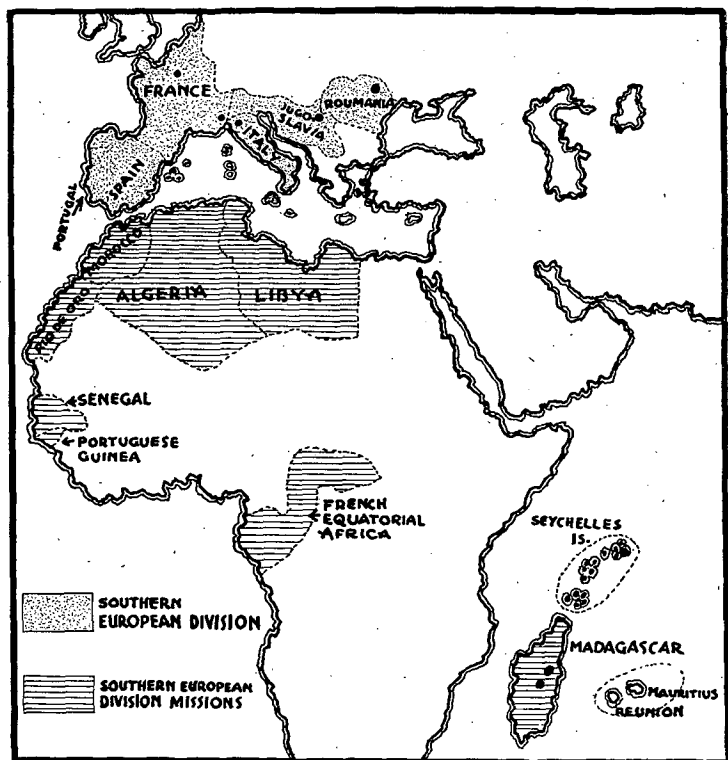 FRANCE
ROUMANIA
JUGO-
SLAVIA
ITALY
SPAIN
PORTUGAL
MOROCCO
ALGERIA
LIBYA
RIO DE ORO
SENEGAL
PORTUGUESE
GUINEA
FRENCH
EQUATORIAL
AFRICA
SEYCHELLES
IS.
MADAGASCAR
MAURITIUS
REUNION
SOUTHERN
EUROPEAN DIVISION
SOUTHERN EUROPEAN
DIVISION MISSIONS